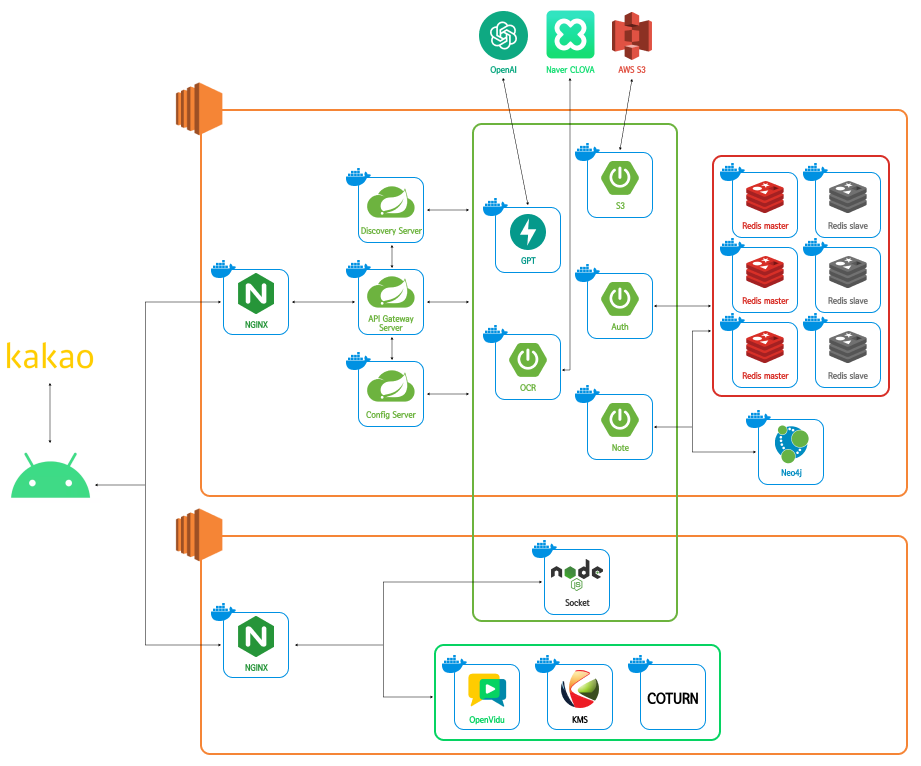 OpenAI
Naver CLOVA
AWS S3
Discovery Server
S3
GPT
Redis master
Redis slave
NGINX
API Gateway
Server
Auth
Redis master
Redis slave
kakao
Config Server
OCR
Redis master
Redis slave
Note
Neo4j
node
JS
Socket
NGINX
OpenVidu
KMS
COTURN
COTURN